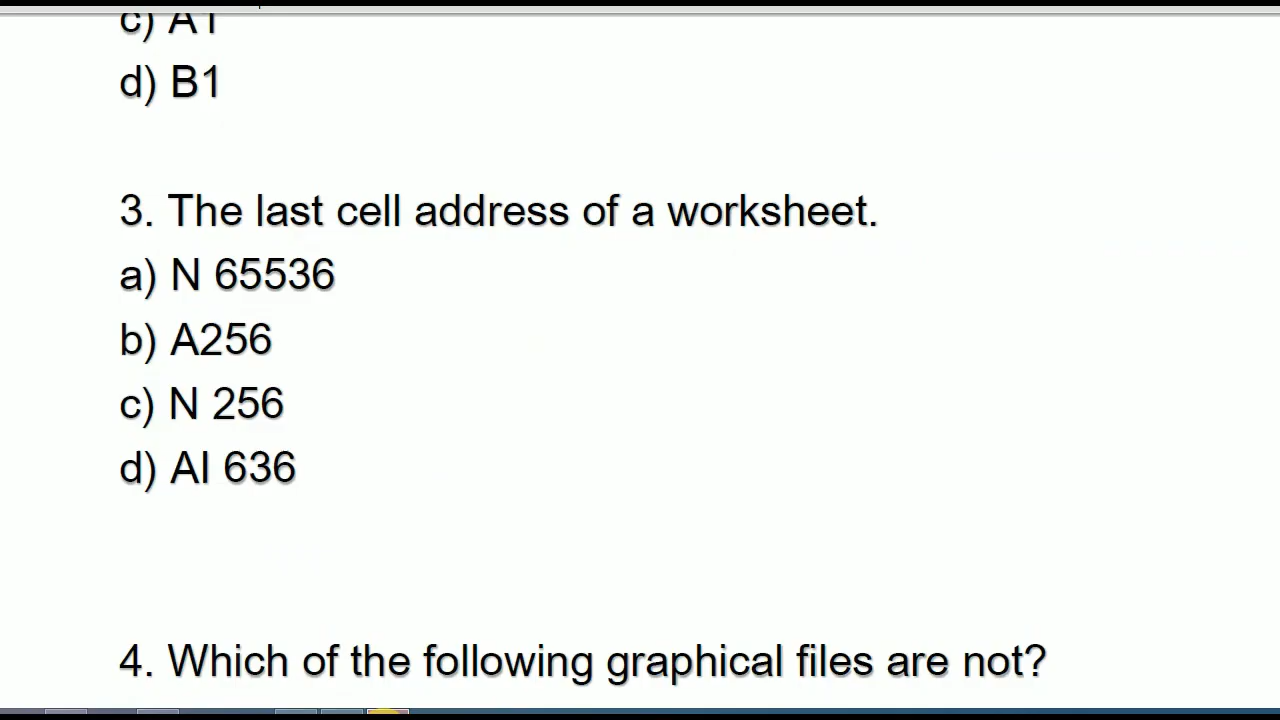 c) A1
d) B1
3. The last cell address of a worksheet.
a) N 65536
b) A256
c) N 256
d) AI 636
4. Which of the following graphical files are not?